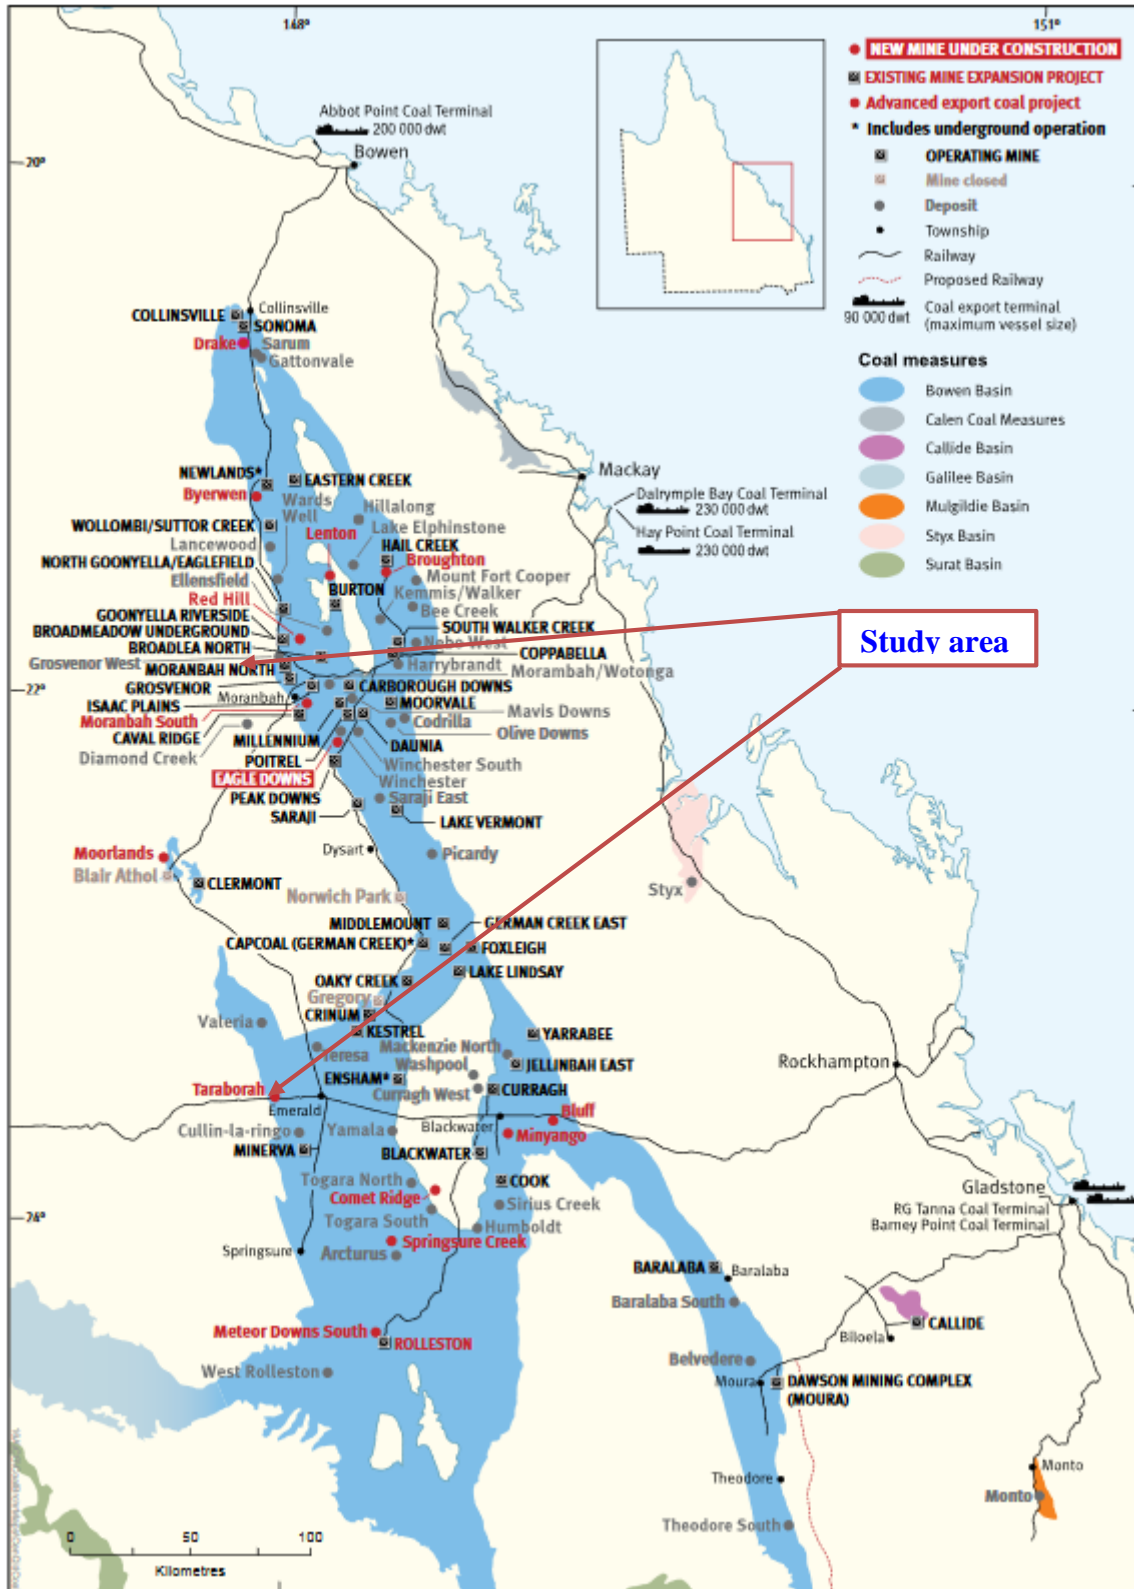 148°
151°
NEW MINE UNDER CONSTRUCTION
EXISTING MINE EXPANSION PROJECT
Advanced export coal project
* Includes underground operation
OPERATING MINE
Mine closed
Deposit
Township
Railway
Proposed Railway
90 000 dwt
Coal export terminal
(maximum vessel size)
Coal measures
Bowen Basin
Calen Coal Measures
Callide Basin
Galilee Basin
Mulgildie Basin
Styx Basin
Surat Basin
Abbot Point Coal Terminal
200 000 dwt
Bowen
20°
COLLINSVILLE
Collinsville
SONOMA
Drake
Sarum
Gattonvale
Mackay
NEWLANDS*
EASTERN CREEK
Byerwen
Wards
Well
Hillalong
Dalrymple Bay Coal Terminal
230 000 dwt
WOLLOMBI/SUTTOR CREEK
Lake Elphinstone
Lenton
Hay Point Coal Terminal
230 000 dwt
Lancewood
HAIL CREEK
NORTH GOONYELLA/EAGLEFIELD
Broughton
Ellensfield
Mount Fort Cooper
BURTON
Kemmis/Walker
Red Hill
Bee Creek
GOONYELLA RIVERSIDE
SOUTH WALKER CREEK
BROADMEADOW UNDERGROUND
Nebo West
Study area
BROADLEA NORTH
COPPABELLA
Grosvenor West
Harrybrandt
MORANBAH NORTH
Morambah/Wotonga
GROSVENOR
CARBOROUGH DOWNS
22°
Moranbah
ISAAC PLAINS
MOORVALE
Mavis Downs
Moranbah South
Codrilla
Olive Downs
CAVAL RIDGE
MILLENNIUM
DAUNIA
Diamond Creek
POITREL
Winchester South
EAGLE DOWNS
Winchester
PEAK DOWNS
Saraji East
SARAJI
LAKE VERMONT
Dysart
Picardy
Moorlands
Blair Athol
CLERMONT
Norwich Park
Styx
MIDDLEMOUNT
GERMAN CREEK EAST
CAPCOAL (GERMAN CREEK)*
FOXLEIGH
LAKE LINDSAY
OAKY CREEK
Gregory
CRINUM
Valeria
KESTREL
YARRABEE
Teresa
Mackenzie North
Washpool
JELLINBAH EAST
Rockhampton
ENSHAM*
Taraborah
Curragh West
CURRAGH
Emerald
Bluff
Blackwater
Cullin-la-ringo
Yamala
Minyango
MINERVA
BLACKWATER
Togara North
COOK
Comet Ridge
Sirius Creek
Gladstone
RG Tanna Coal Terminal
Barney Point Coal Terminal
24°
Togara South
Humboldt
Springsure
Springsure Creek
Arcturus
BARALABA
Baralaba
Baralaba South
CALLIDE
Meteor Downs South
ROLLESTON
Biloela
Belvedere
West Rolleston
Moura
DAWSON MINING COMPLEX
(MOURA)
Monto
Theodore
Monto
Theodore South
0 50 100
Kilometres